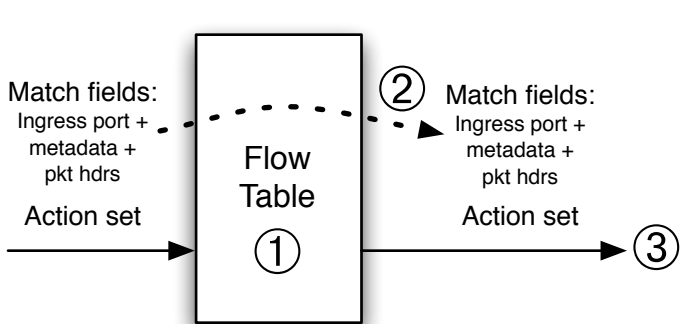 Match fields:
Ingress port +
metadata +
pkt hdrs
Action set
Flow
Table
①
②
Match fields:
Ingress port +
metadata +
pkt hdrs
Action set
③